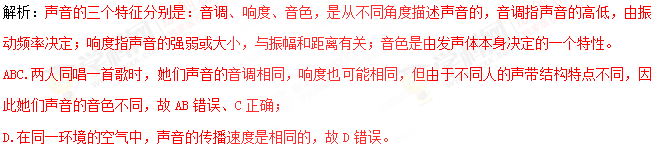 解析：声音的三个特征分别是：音调、响度、音色，是从不同角度描述声音的，音调指声音的高低，由振
动频率决定；响度指声音的强弱或大小，与振幅和距离有关；音色是由发声体本身决定的一个特性。
ABC.两人同唱一首歌时，她们声音的音调相同，响度也可能相同，但由于不同人的声带结构特点不同，因
此她们声音的音色不同，故 AB 错误、C 正确；
D.在同一环境的空气中，声音的传播速度是相同的，故 D 错误。